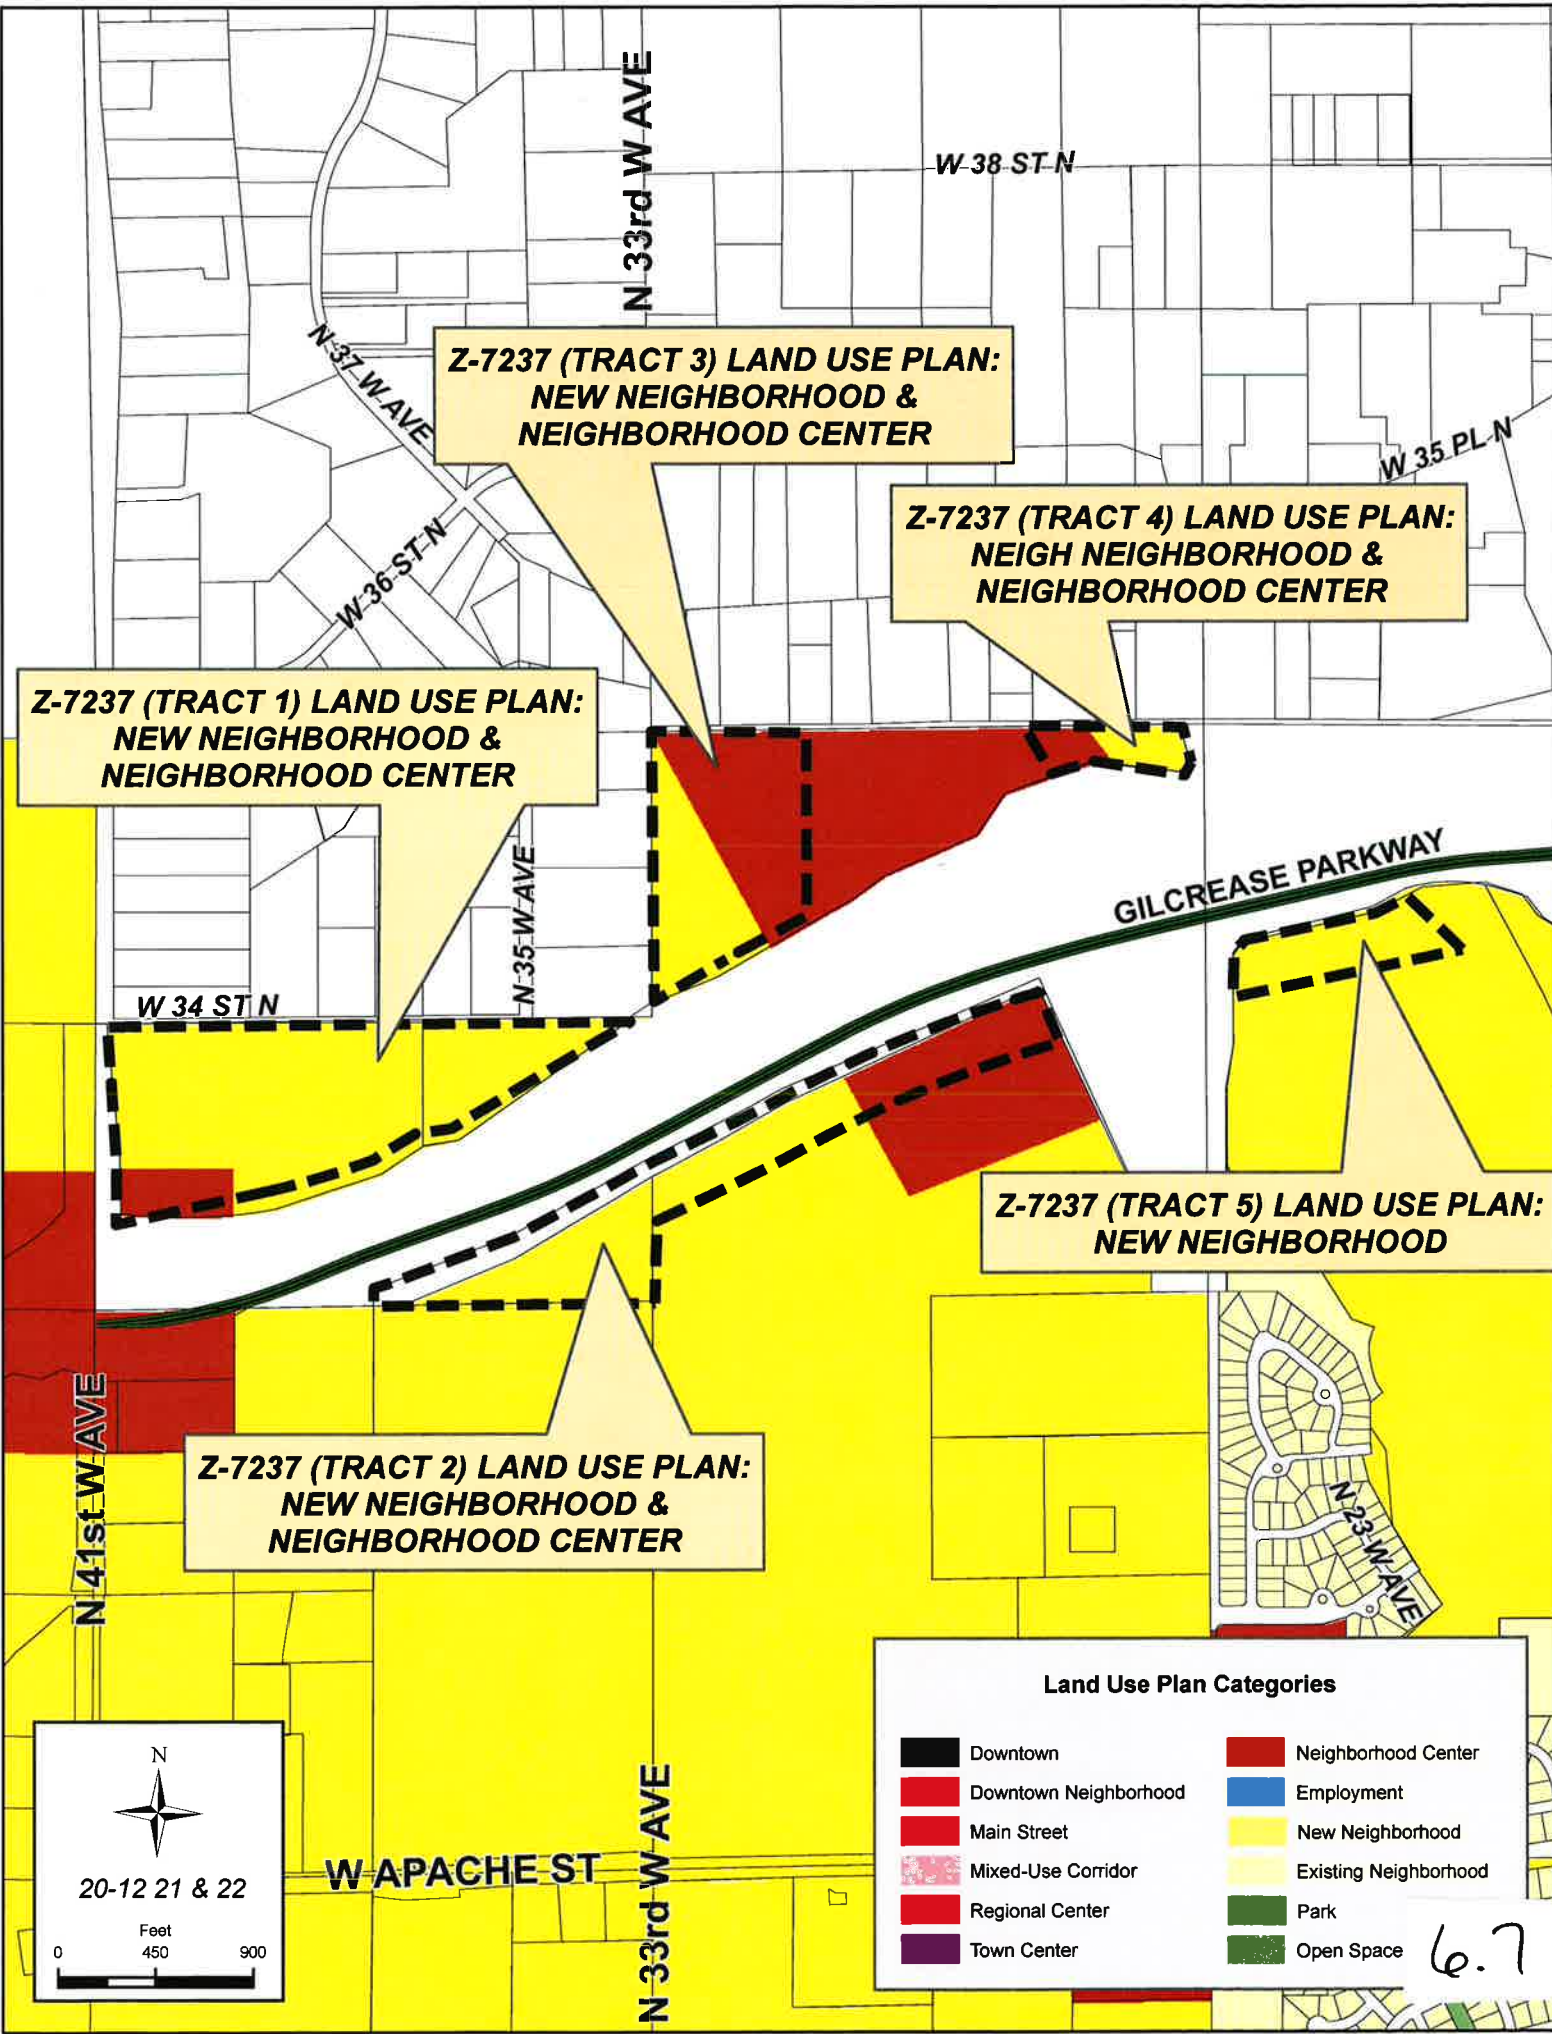 N 33rd W AVE
W 38 ST N
N 37 W AVE
Z-7237 (TRACT 3) LAND USE PLAN:
NEW NEIGHBORHOOD &
NEIGHBORHOOD CENTER
W 35 PL N
Z-7237 (TRACT 4) LAND USE PLAN:
NEIGH NEIGHBORHOOD &
NEIGHBORHOOD CENTER
W 36 ST N
Z-7237 (TRACT 1) LAND USE PLAN:
NEW NEIGHBORHOOD &
NEIGHBORHOOD CENTER
GILCREASE PARKWAY
N 35 W AVE
W 34 ST N
Z-7237 (TRACT 5) LAND USE PLAN:
NEW NEIGHBORHOOD
N 41st W AVE
Z-7237 (TRACT 2) LAND USE PLAN:
NEW NEIGHBORHOOD &
NEIGHBORHOOD CENTER
N 23 W AVE
Land Use Plan Categories
Downtown
Downtown Neighborhood
Main Street
Mixed-Use Corridor
Regional Center
Town Center
Neighborhood Center
Employment
New Neighborhood
Existing Neighborhood
Park
Open Space
N
20-12 21 & 22
Feet
0 450 900
W APACHE ST
N 33rd W AVE
6.7